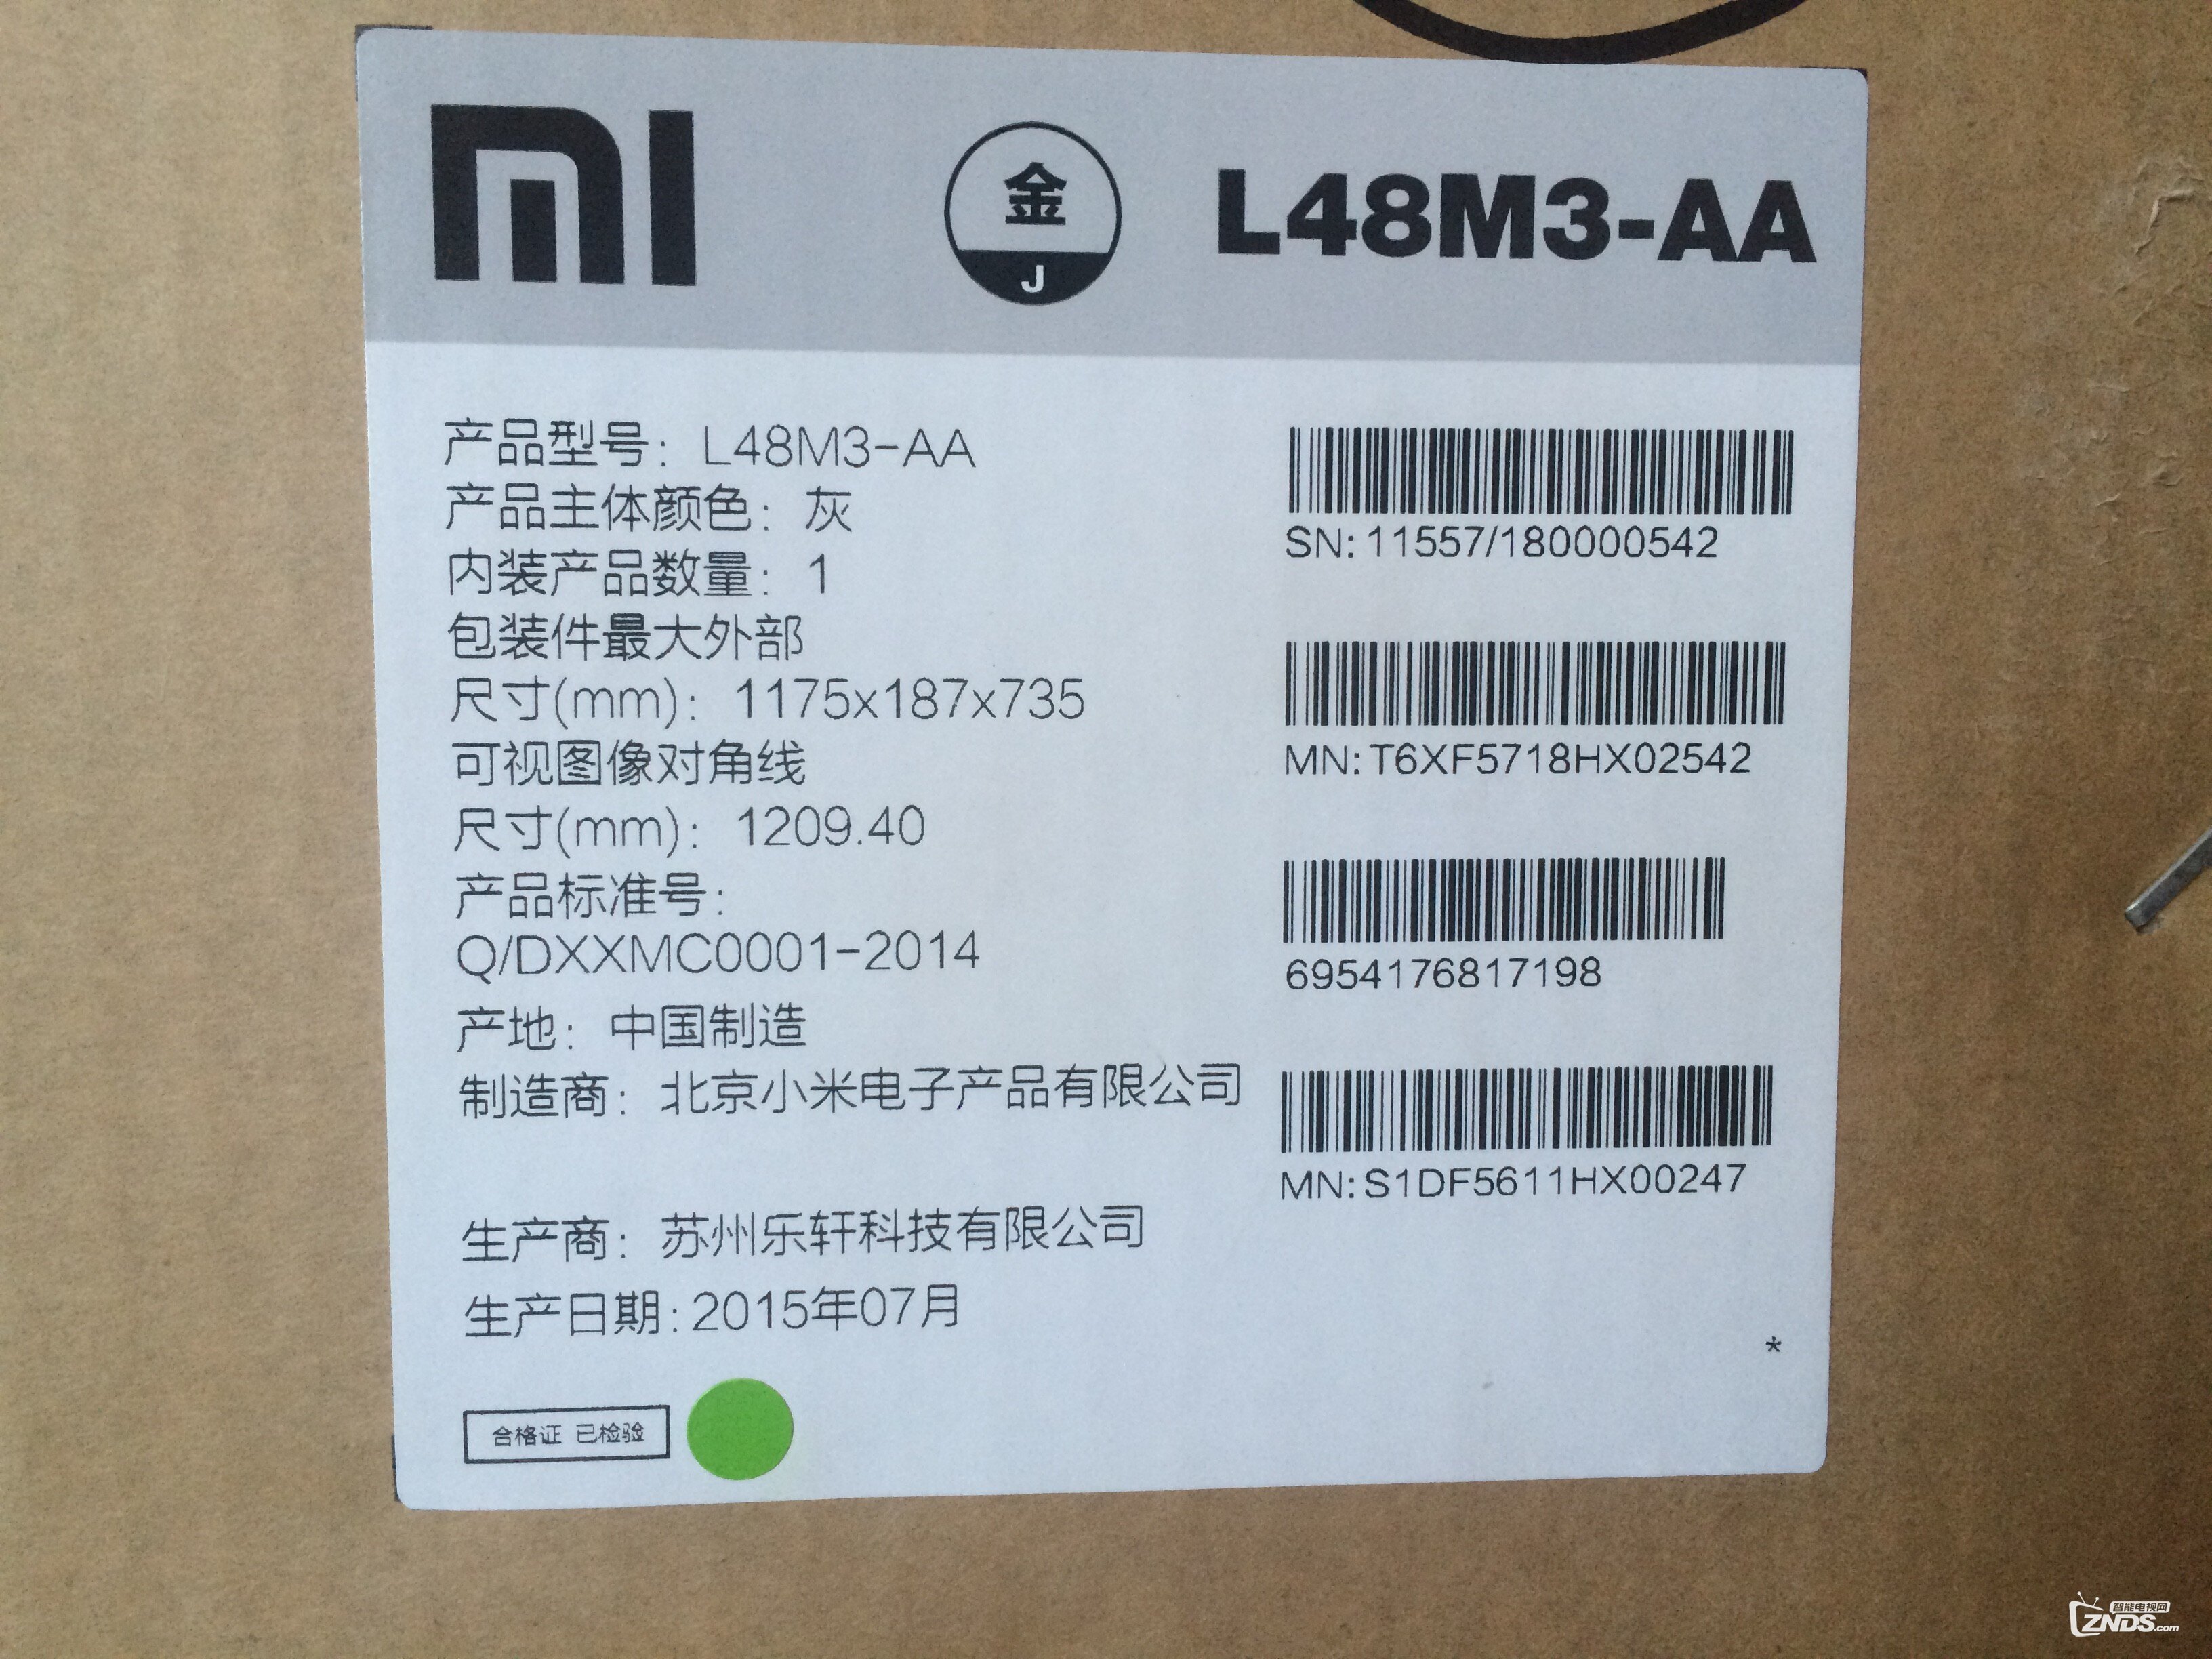 MI
金
J
L48M3-AA
产品型号: L48M3-AA
产品主体颜色: 灰
内装产品数量: 1
包装件最大外部
尺寸(mm): 1175x187x735
可视图像对角线
尺寸(mm): 1209.40
产品标准号:
Q/DXXMC0001-2014
产地: 中国制造
制造商: 北京小米电子产品有限公司
生产商: 苏州乐轩科技有限公司
生产日期:2015年07月
合格证 已检验
SN: 11557/180000542
MN: T6XF5718HX02542
6954176817198
MN: S1DF5611HX00247
*
智能电视网
ZNDS.com